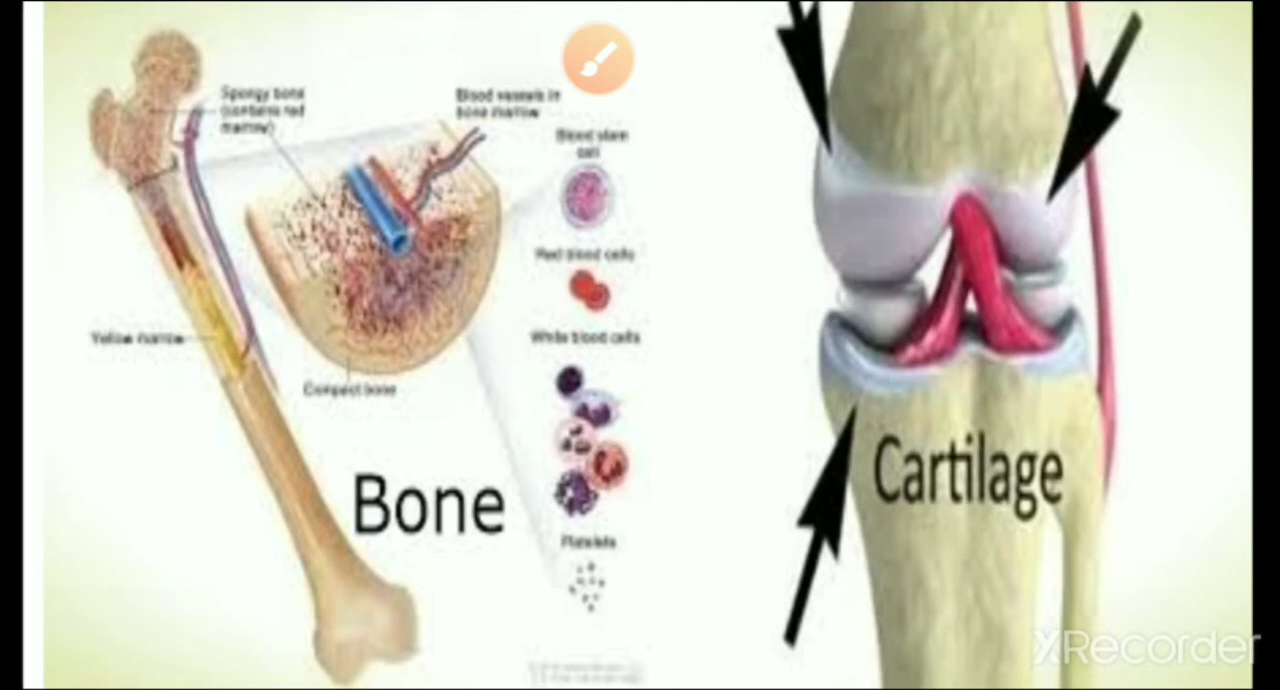 Spongy bone
(contains red
marrow)
Blood vessels in
bone marrow
Blood stem
cell
Red blood cells
White blood cells
Yellow marrow
Compact bone
Platelets
Bone
Cartilage
XRecorder